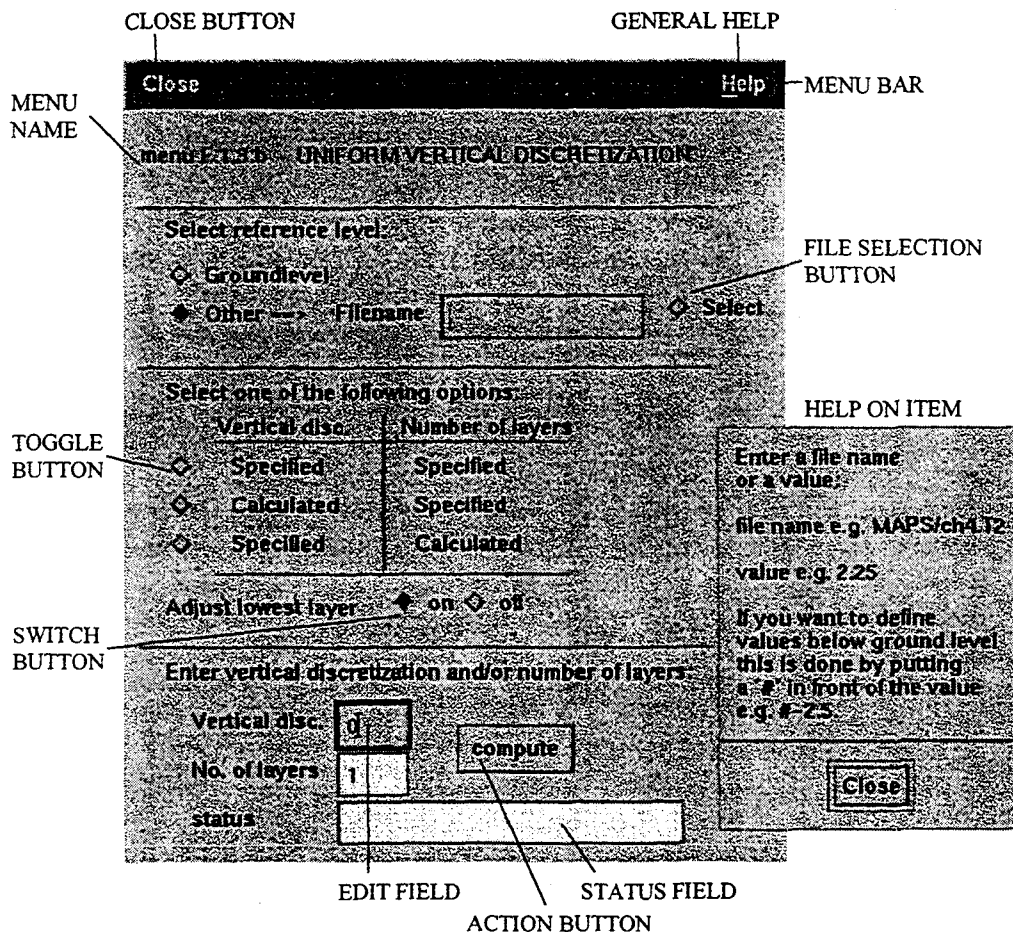 CLOSE BUTTON GENERAL HELP
Close Help
MENU BAR
MENU
NAME
menu E.1.3.b UNIFORM VERTICAL DISCRETIZATION
Select reference level:
Groundlevel
Other --> Filename Select
FILE SELECTION
BUTTON
Select one of the following options:
Vertical disc. Number of layers
TOGGLE
BUTTON
Specified Specified
Calculated Specified
Specified Calculated
Adjust lowest layer on off
SWITCH
BUTTON
Enter vertical discretization and/or number of layers:
Vertical disc. 0
compute
No. of layers 1
status
HELP ON ITEM
Enter a file name
or a value:
file name e.g. MAPS/ch4.T2
value e.g. 2.25
If you want to define
values below ground level
this is done by putting
a '#' in front of the value
e.g. #-2.5
Close
EDIT FIELD STATUS FIELD
ACTION BUTTON